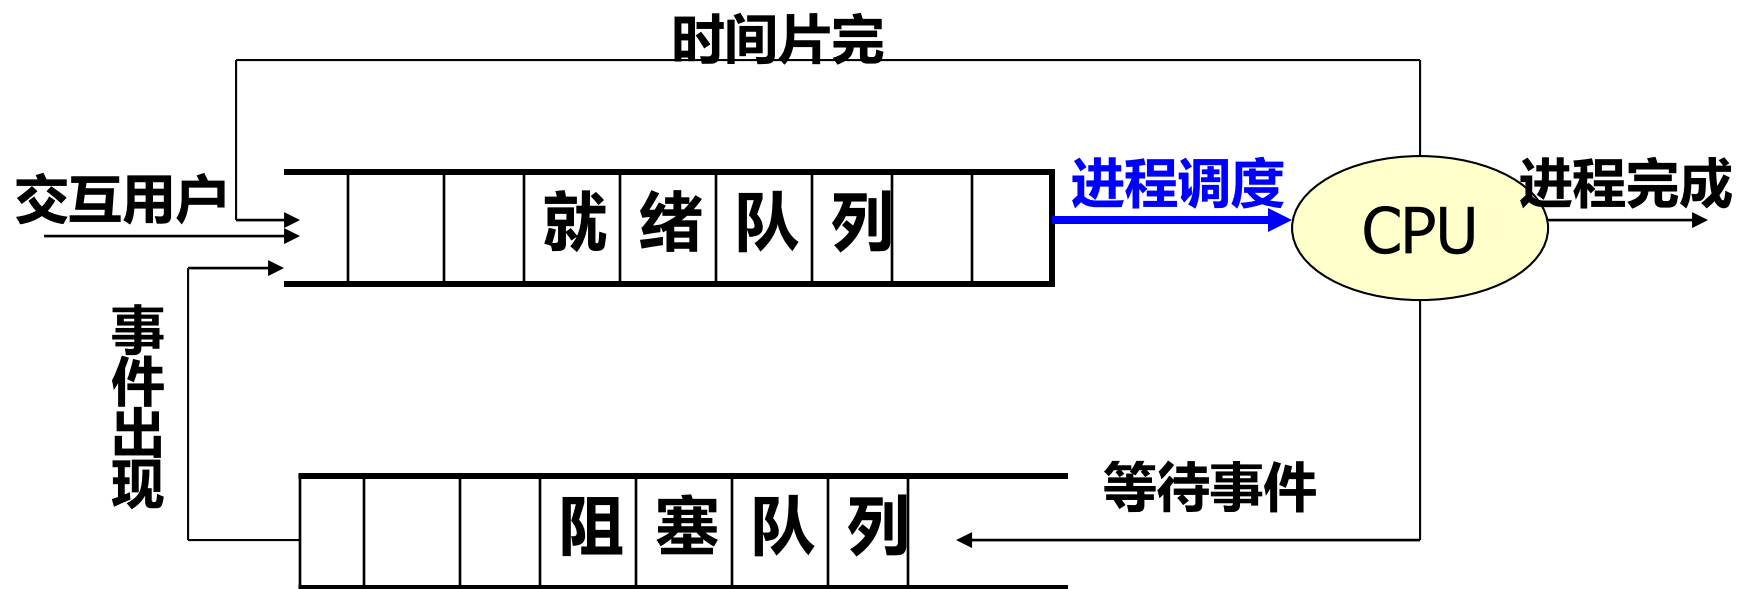 时间片完
交互用户
就绪队列
进程调度
CPU
进程完成
事件出现
阻塞队列
等待事件